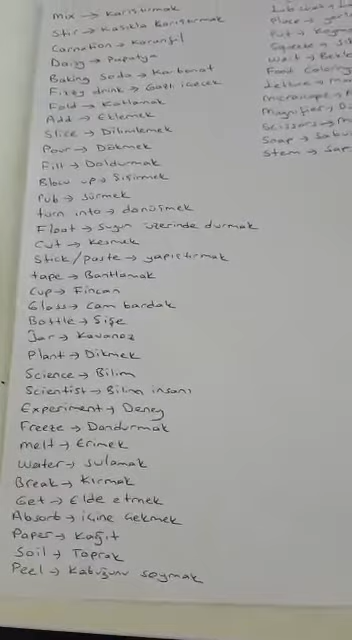 Mix → Karıştırmak
Stir → Kaşıkla Karıştırmak
Carnation → Karanfil
Daisy → Papatya
Baking Soda → Karbonat
Fizzy drink → Gazlı içecek
Fold → Katlamak
Add → Eklemek
Slice → Dilimlemek
Pour → Dökmek
Fill → Doldurmak
Blow up → Şişirmek
Rub → Sürmek
turn into → dönüşmek
Float → Suyun üzerinde durmak
Cut → Kesmek
Stick/Paste → yapıştırmak
tape → Bantlamak
Cup → Fincan
Glass → Cam bardak
Bottle → Şişe
Jar → Kavanoz
Plant → Dikmek
Science → Bilim
Scientist → Bilim insanı
Experiment → Deney
Freeze → Dondurmak
Melt → Erimek
Water → Sulamak
Break → Kırmak
Get → Elde etmek
Absorb → içine Çekmek
Paper → Kağıt
Soil → Toprak
Peel → Kabuğunu soymak
Place →
Put →
Squeeze →
Wait →
Food Coloring
Lettuce →
Microscope →
Magnifier →
Scissors →
Soap →
Stem →